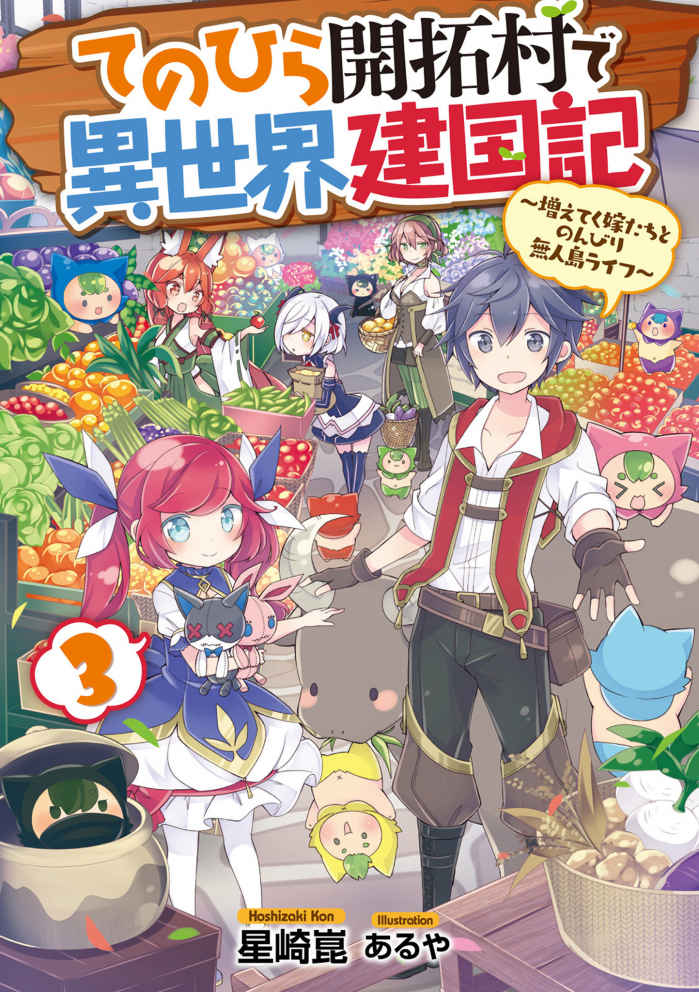 てのひら開拓村で
異世界建国記
～増えてく嫁たちと
のんびり
無人島ライフ～
3
Hoshizaki Kon
星崎崑
Illustration
あるや